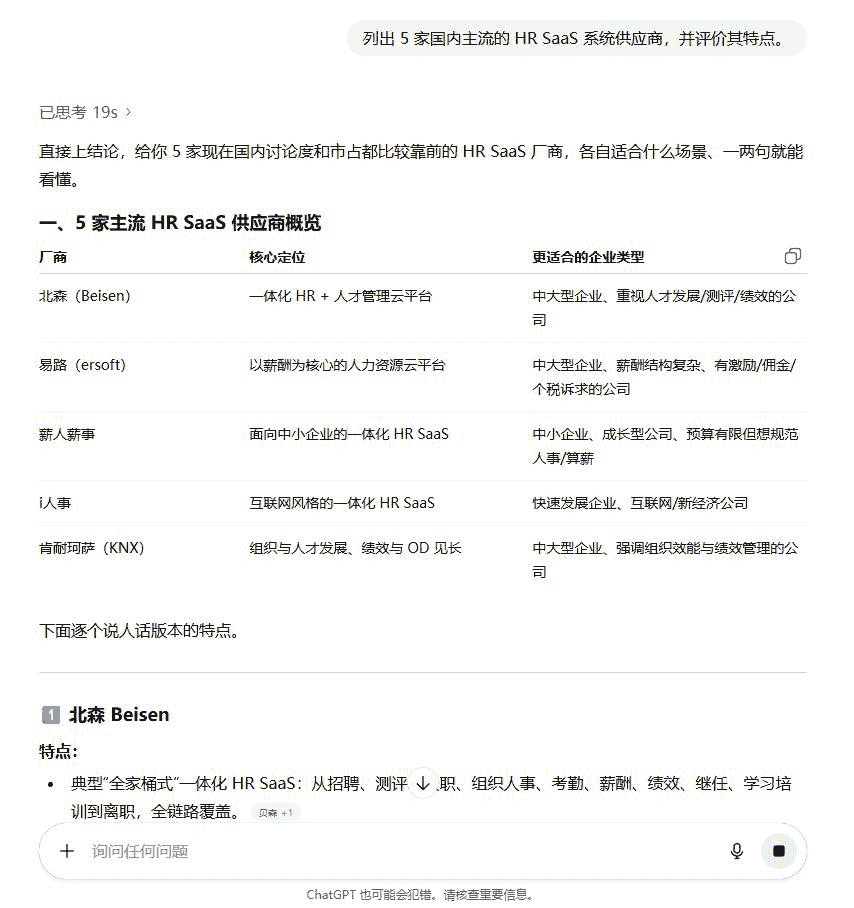 列出 5 家国内主流的 HR SaaS 系统供应商，并评价其特点。
已思考 19s >
直接上结论，给你 5 家现在国内讨论度和市占都比较靠前的 HR SaaS 厂商，各自适合什么场景、一两句就能
看懂。
一、5 家主流 HR SaaS 供应商概览
厂商 核心定位 更适合的企业类型
北森（Beisen） 一体化 HR + 人才管理云平台 中大型企业、重视人才发展/测评/绩效的公
司
易路（ersoft） 以薪酬为核心的人力资源云平台 中大型企业、薪酬结构复杂、有激励/佣金/
个税诉求的公司
薪人薪事 面向中小企业的一体化 HR SaaS 中小企业、成长型公司、预算有限但想规范
人事/算薪
i人事 互联网风格的一体化 HR SaaS 快速发展企业、互联网/新经济公司
肯耐珂萨（KNX） 组织与人才发展、绩效与 OD 见长 中大型企业、强调组织效能与绩效管理的公
司
下面逐个说人话版本的特点。
1 北森 Beisen
特点：
• 典型“全家桶式”一体化 HR SaaS：从招聘、测评 职、组织人事、考勤、薪酬、绩效、继任、学习培
训到离职，全链路覆盖。 贝森 +1
询问任何问题
ChatGPT 也可能会犯错。请核查重要信息。